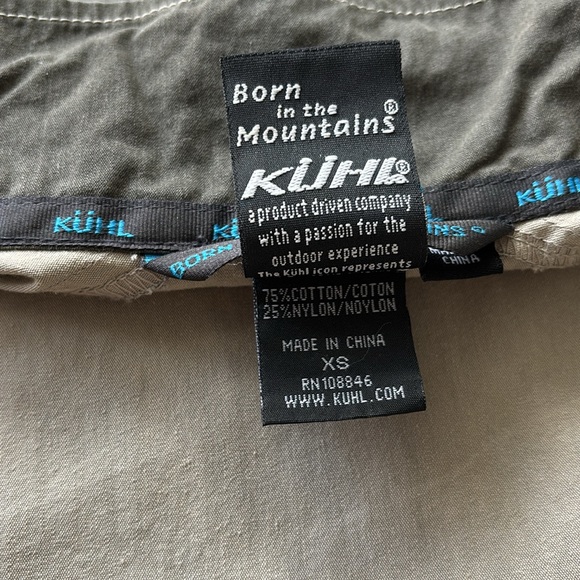 Born
in the
Mountains®
KÜHL®
a product driven company
with a passion for the
outdoor experience
The Kühl icon represents
KÜHL
BORN
KÜHL
CHINA
75%COTTON/COTON
25%NYLON/NOYLON
MADE IN CHINA
XS
RN108846
WWW.KUHL.COM